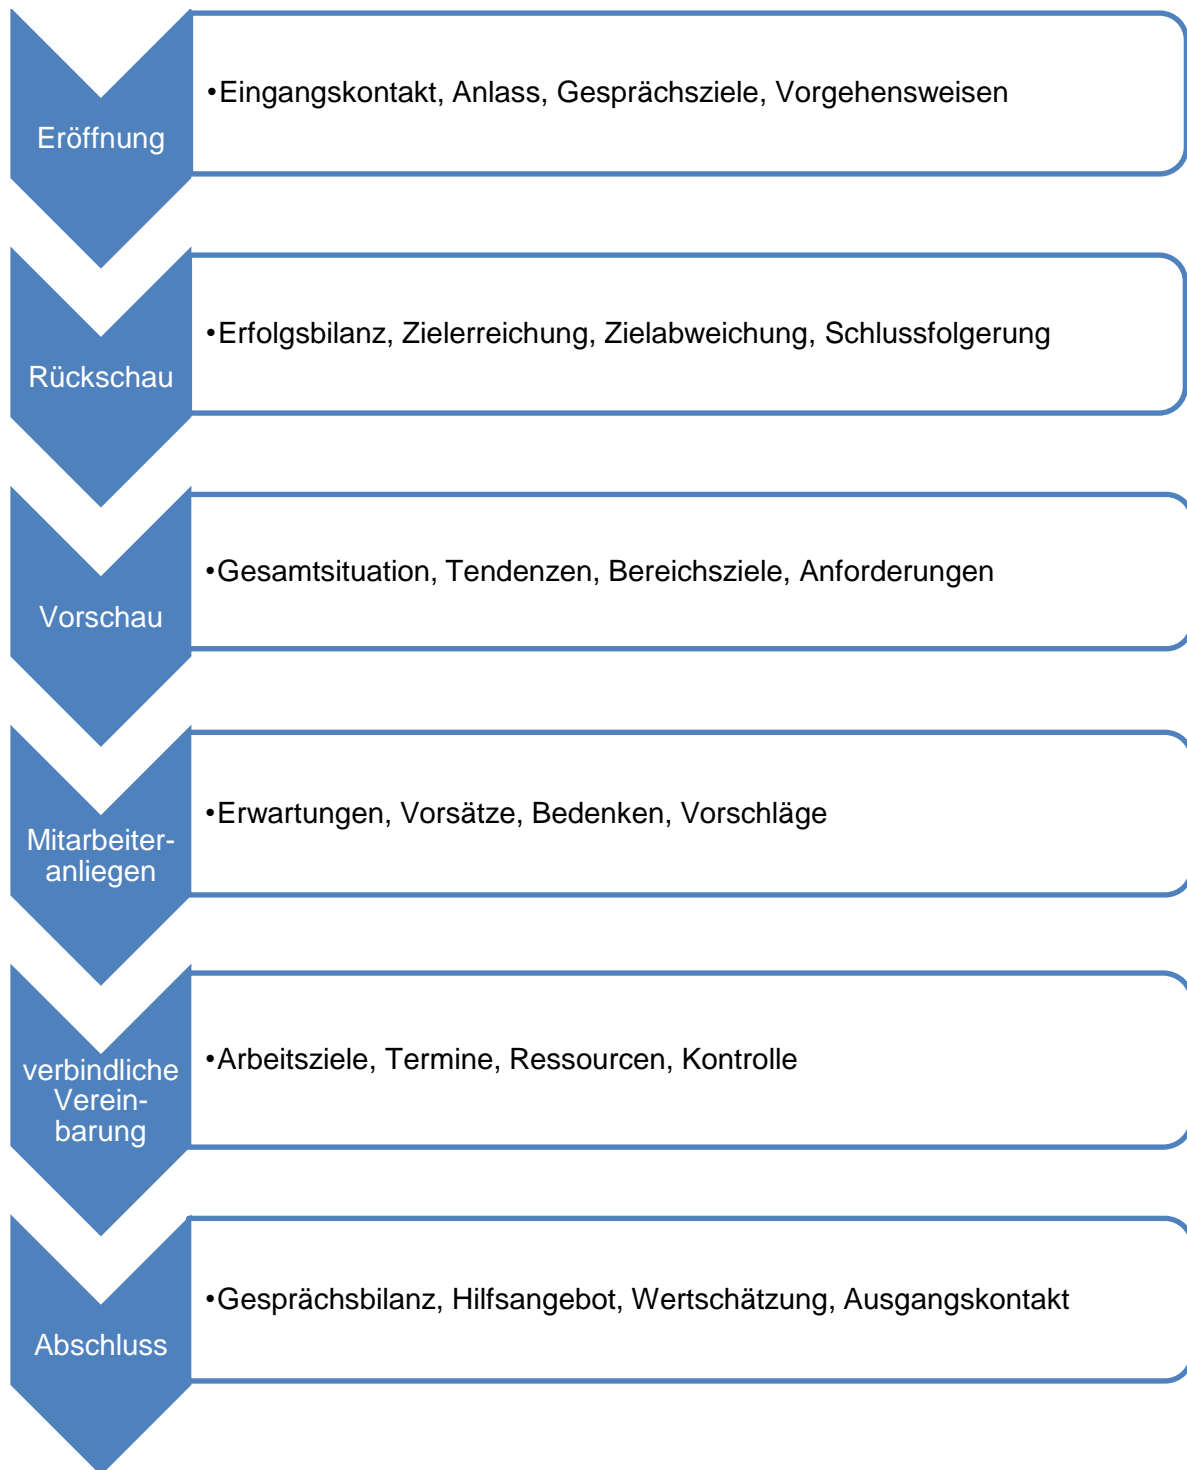 Eröffnung
•Eingangskontakt, Anlass, Gesprächsziele, Vorgehensweisen
Rückschau
•Erfolgsbilanz, Zielerreichung, Zielabweichung, Schlussfolgerung
Vorschau
•Gesamtsituation, Tendenzen, Bereichsziele, Anforderungen
Mitarbeiter-
anliegen
•Erwartungen, Vorsätze, Bedenken, Vorschläge
verbindliche
Verein-
barung
•Arbeitsziele, Termine, Ressourcen, Kontrolle
Abschluss
•Gesprächsbilanz, Hilfsangebot, Wertschätzung, Ausgangskontakt